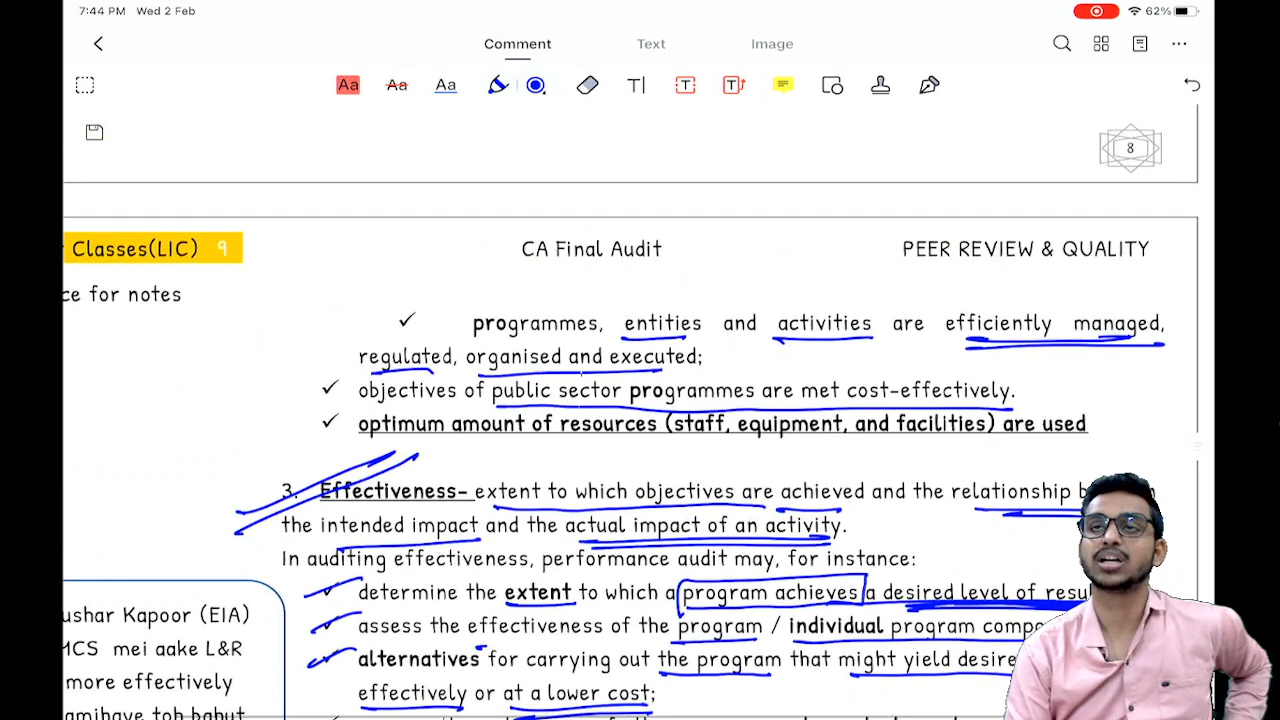 7:44 PM Wed 2 Feb
62%
Comment Text Image
Aa Aa Aa T T T
8
Classes(LIC) 9 CA Final Audit PEER REVIEW & QUALITY
ce for notes
✓ programmes, entities and activities are efficiently managed,
regulated, organised and executed;
✓ objectives of public sector programmes are met cost-effectively.
✓ optimum amount of resources (staff, equipment, and facilities) are used
3. Effectiveness- extent to which objectives are achieved and the relationship
the intended impact and the actual impact of an activity.
In auditing effectiveness, performance audit may, for instance:
✓ determine the extent to which a program achieves a desired level of
✓ assess the effectiveness of the program / individual program
✓ alternatives for carrying out the program that might yield
effectively or at a lower cost;
ushar Kapoor (EIA)
MCS mei aake L&R
more effectively